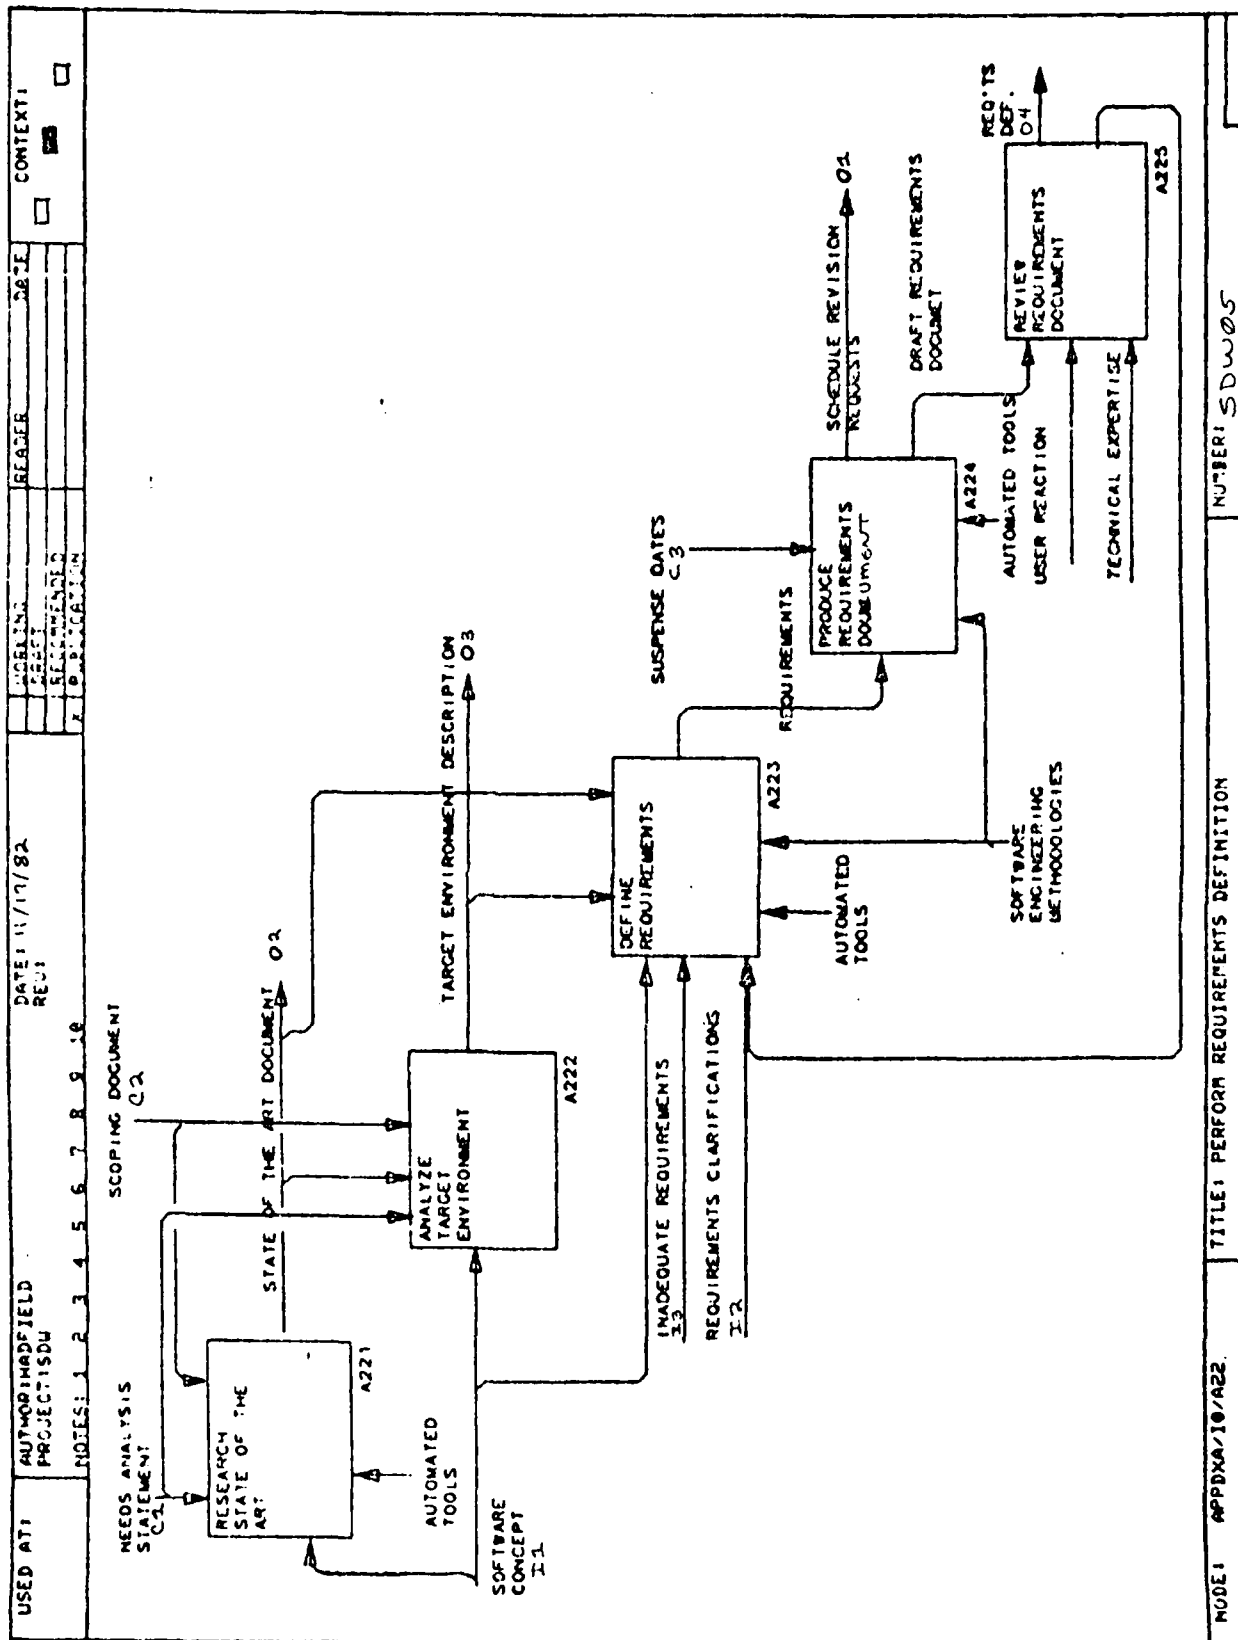 USED AT:
AUTHOR:HADFIELD
PROJECT:SDW
DATE: 11/17/82
REV:
WORKING
DRAFT
RECOMMENDED
X PUBLICATION
READER
DATE
CONTEXT:
NOTES: 1 2 3 4 5 6 7 8 9 10
NEEDS ANALYSIS
STATEMENT
C1
SCOPING DOCUMENT
C2
RESEARCH
STATE OF THE
ART
A221
STATE OF THE ART DOCUMENT O2
AUTOMATED
TOOLS
SOFTWARE
CONCEPT
I1
ANALYZE
TARGET
ENVIRONMENT
A222
TARGET ENVIRONMENT DESCRIPTION O3
INADEQUATE REQUIREMENTS
I3
REQUIREMENTS CLARIFICATIONS
I2
DEFINE
REQUIREMENTS
A223
AUTOMATED
TOOLS
SOFTWARE
ENGINEERING
METHODOLOGIES
SUSPENSE DATES
C3
REQUIREMENTS
PRODUCE
REQUIREMENTS
DOCUMENT
A224
SCHEDULE REVISION O1
REQUESTS
DRAFT REQUIREMENTS
DOCUMET
AUTOMATED TOOLS
USER REACTION
TECHNICAL EXPERTISE
REVIEW
REQUIREMENTS
DOCUMENT
A225
REQ'TS
DEF.
O4
NODE: APPDXA/10/A22
TITLE: PERFORM REQUIREMENTS DEFINITION
NUMBER: SDW05